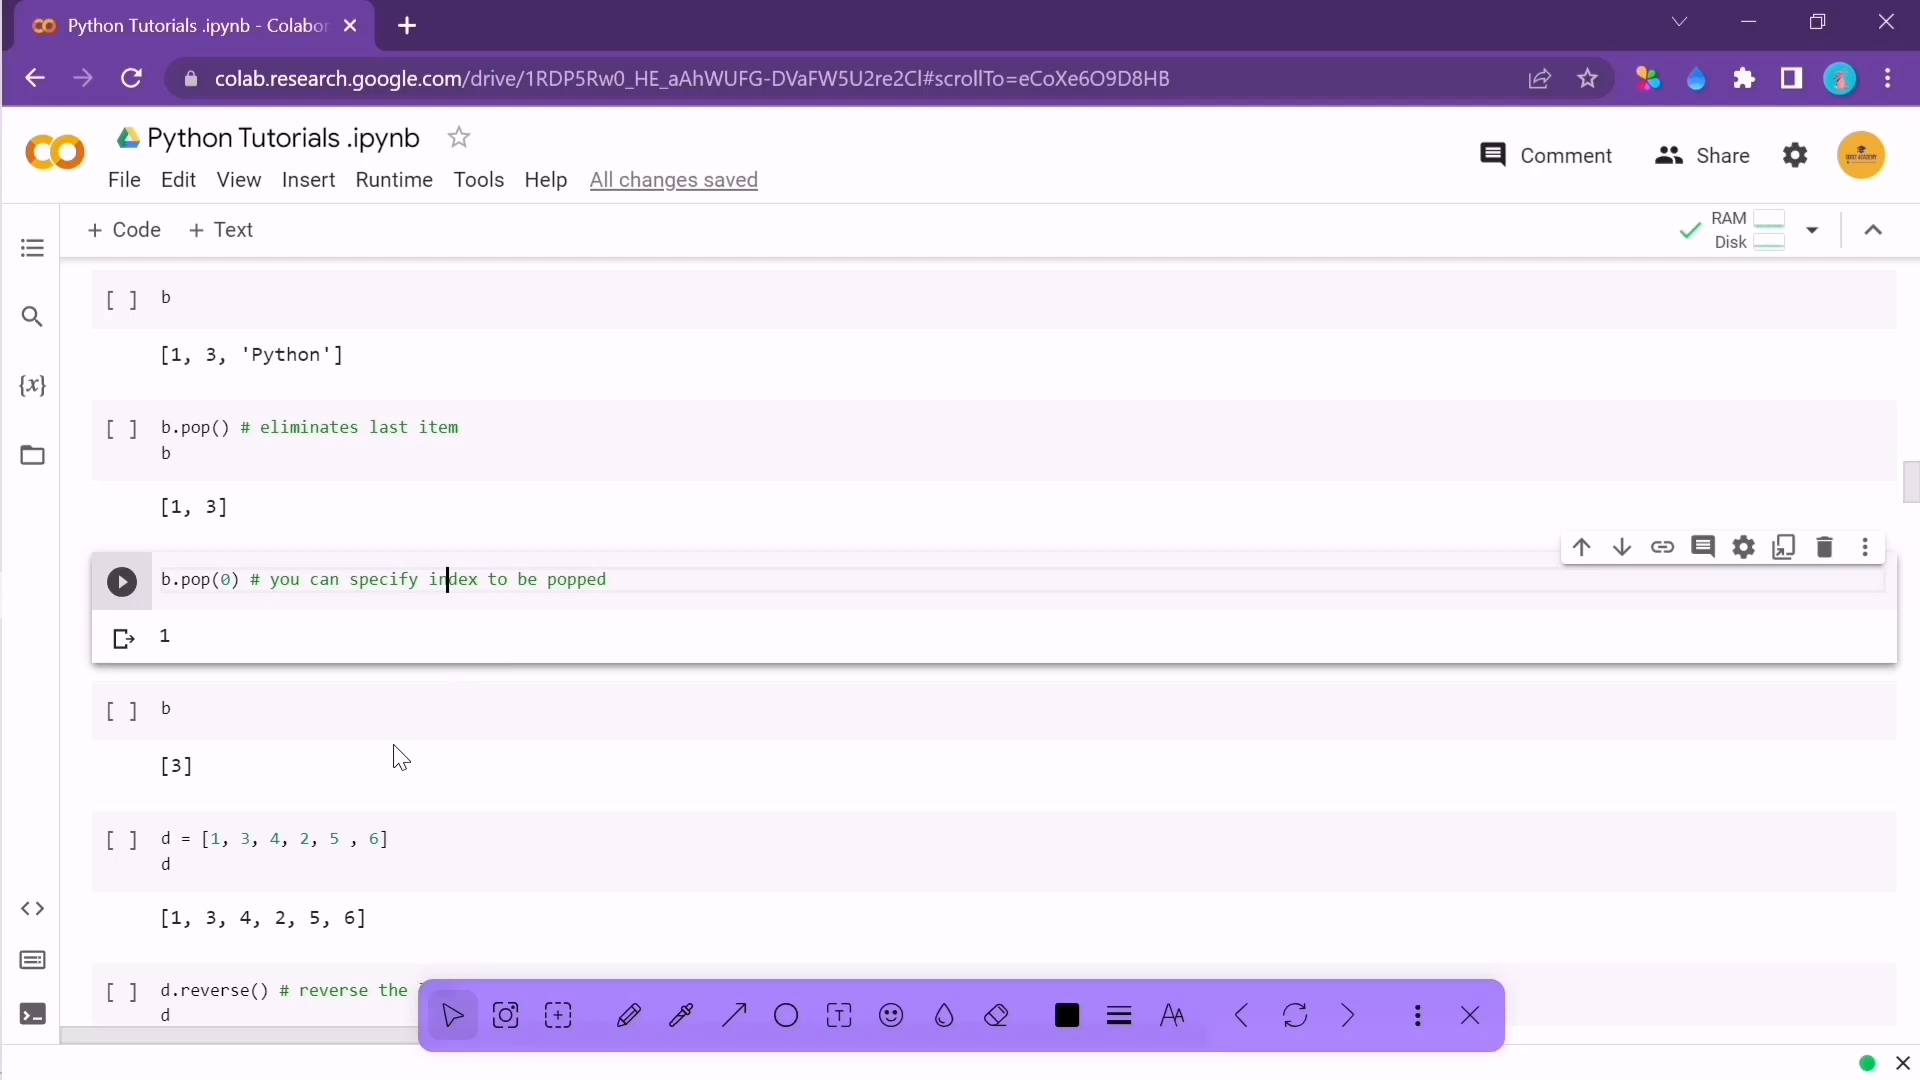 Python Tutorials .ipynb - Colabor
colab.research.google.com/drive/1RDP5Rw0_HE_aAhWUFG-DVaFW5U2re2Cl#scrollTo=eCoXe6O9D8HB
Python Tutorials .ipynb
Comment Share
File Edit View Insert Runtime Tools Help All changes saved
+ Code + Text
RAM
Disk
[ ] b
[1, 3, 'Python']
[ ] b.pop() # eliminates last item
b
[1, 3]
b.pop(0) # you can specify index to be popped
1
[ ] b
[3]
[ ] d = [1, 3, 4, 2, 5 , 6]
d
[1, 3, 4, 2, 5, 6]
[ ] d.reverse() # reverse the
d